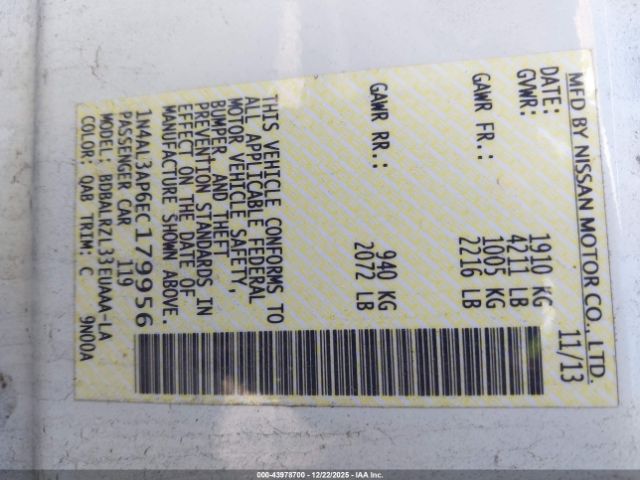 MFD BY NISSAN MOTOR CO., LTD.
DATE: 11/13
GVWR: 1910 KG
4211 LB
GAWR FR.: 1005 KG
2216 LB
GAWR RR.: 940 KG
2072 LB
THIS VEHICLE CONFORMS TO
ALL APPLICABLE FEDERAL
MOTOR VEHICLE SAFETY,
BUMPER, AND THEFT
PREVENTION STANDARDS IN
EFFECT ON THE DATE OF
MANUFACTURE SHOWN ABOVE.
1N4AL3AP6EC179956
PASSENGER CAR 119
MODEL: BDBALRZL33EUAAA-LA
COLOR: QAB TRIM: C 9N00A
000-43978700 - 12/22/2025 - IAA Inc.